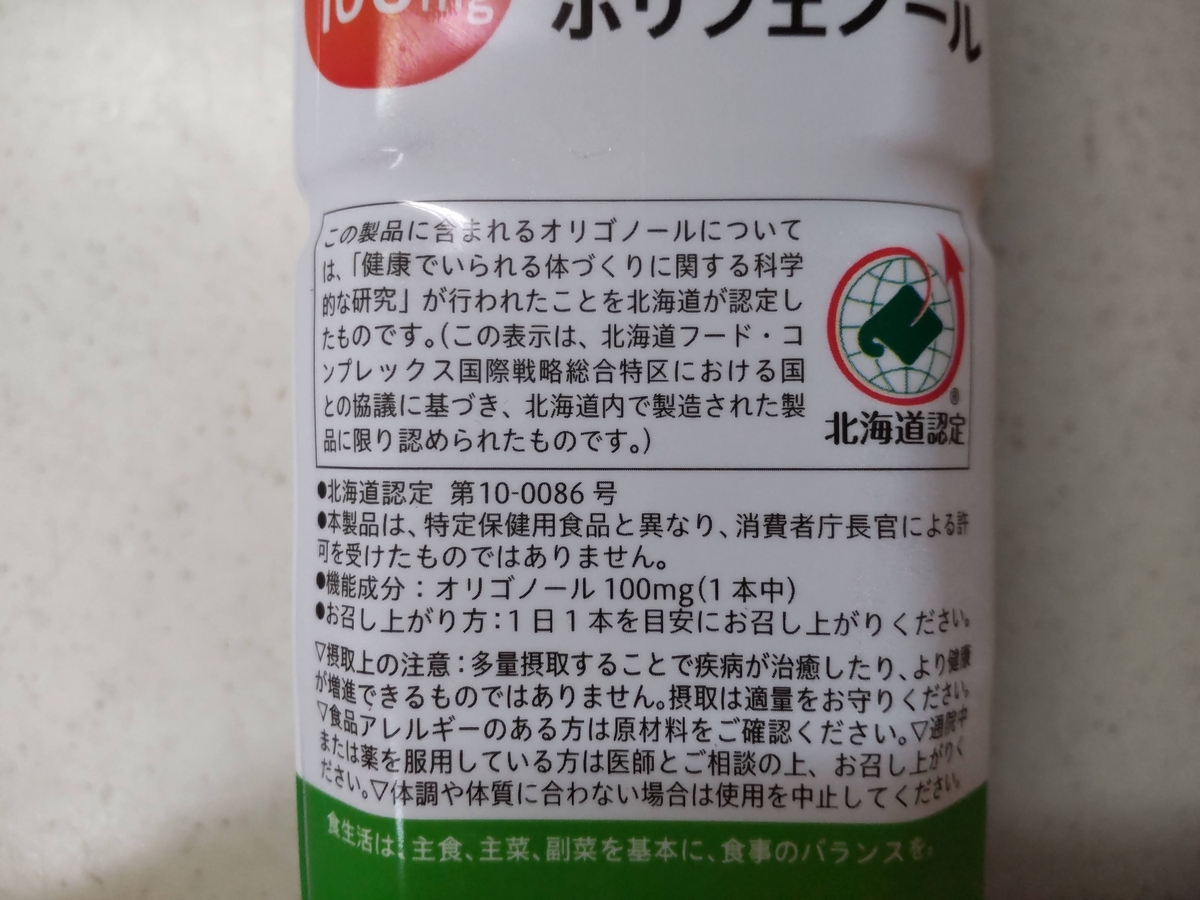 100mg
ポリフェノール
この製品に含まれるオリゴノールについて
は、「健康でいられる体づくりに関する科学
的な研究」が行われたことを北海道が認定し
たものです。(この表示は、北海道フード・コ
ンプレックス国際戦略総合特区における国
との協議に基づき、北海道内で製造された製
品に限り認められたものです。)
®
北海道認定
●北海道認定 第10-0086号
●本製品は、特定保健用食品と異なり、消費者庁長官による許
可を受けたものではありません。
●機能成分：オリゴノール100mg(1本中)
●お召し上がり方：1日1本を目安にお召し上がりください。
▽摂取上の注意：多量摂取することで疾病が治癒したり、より健康
が増進できるものではありません。摂取は適量をお守りください。
▽食品アレルギーのある方は原材料をご確認ください。▽通院中
または薬を服用している方は医師とご相談の上、お召し上がりく
ださい。▽体調や体質に合わない場合は使用を中止してください。
食生活は、主食、主菜、副菜を基本に、食事のバランスを。